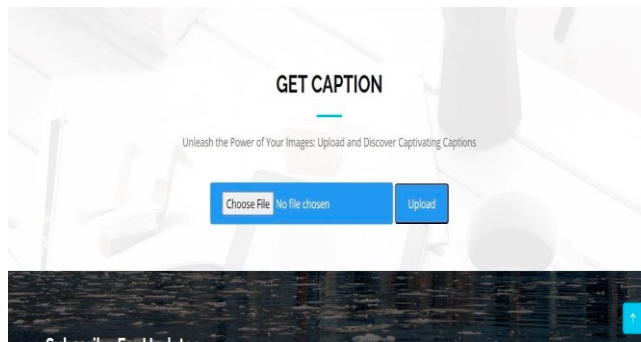 GET CAPTION
Unleash the Power of Your Images: Upload and Discover Captivating Captions
Choose File No file chosen
Upload